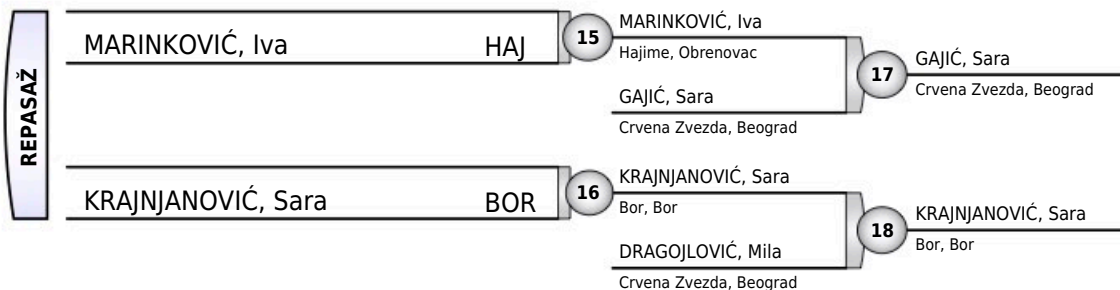 REPASAŽ
MARINKOVIĆ, Iva HAJ
15
MARINKOVIĆ, Iva
Hajime, Obrenovac
GAJIĆ, Sara
Crvena Zvezda, Beograd
17
GAJIĆ, Sara
Crvena Zvezda, Beograd
KRAJNJANOVIĆ, Sara BOR
16
KRAJNJANOVIĆ, Sara
Bor, Bor
DRAGOJLOVIĆ, Mila
Crvena Zvezda, Beograd
18
KRAJNJANOVIĆ, Sara
Bor, Bor